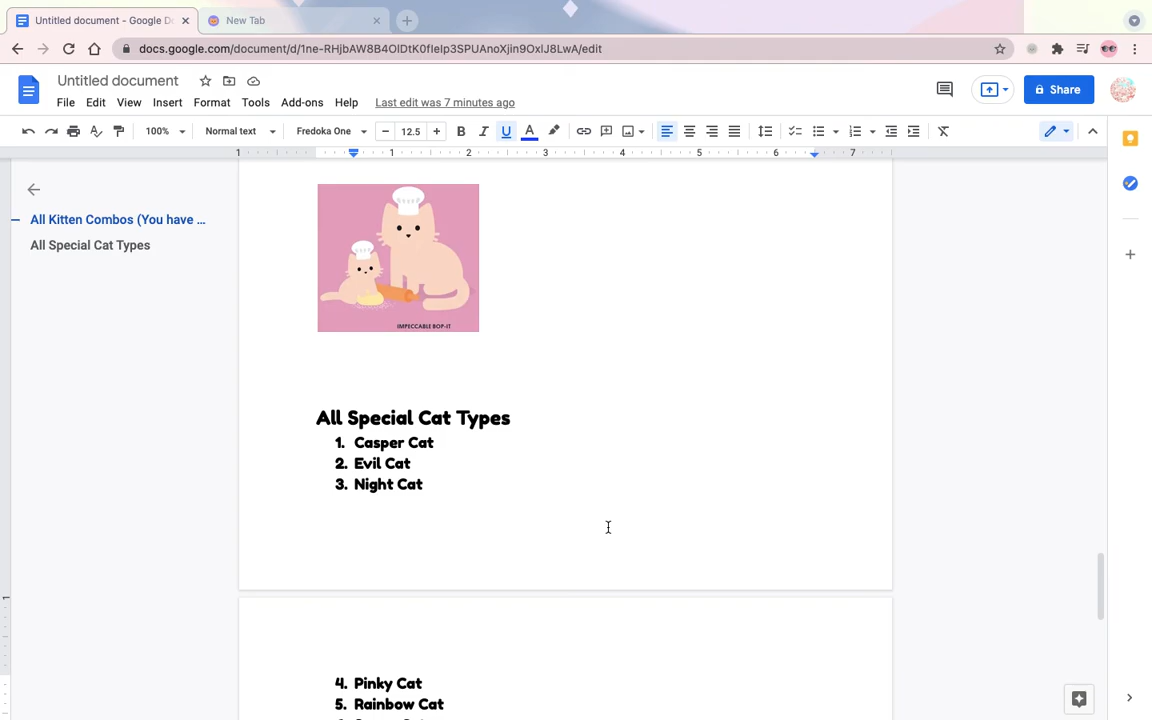 Untitled document - Google Do
New Tab
docs.google.com/document/d/1ne-RHjbAW8B4OlDtK0fIeIp3SPUAnoXjin9OxlJ8LwA/edit
Untitled document
File Edit View Insert Format Tools Add-ons Help Last edit was 7 minutes ago
Share
100% Normal text Fredoka One 12.5
1 1 2 3 4 5 6 7
All Kitten Combos (You have ...
All Special Cat Types
IMPECCABLE BOP-IT
All Special Cat Types
1. Casper Cat
2. Evil Cat
3. Night Cat
4. Pinky Cat
5. Rainbow Cat